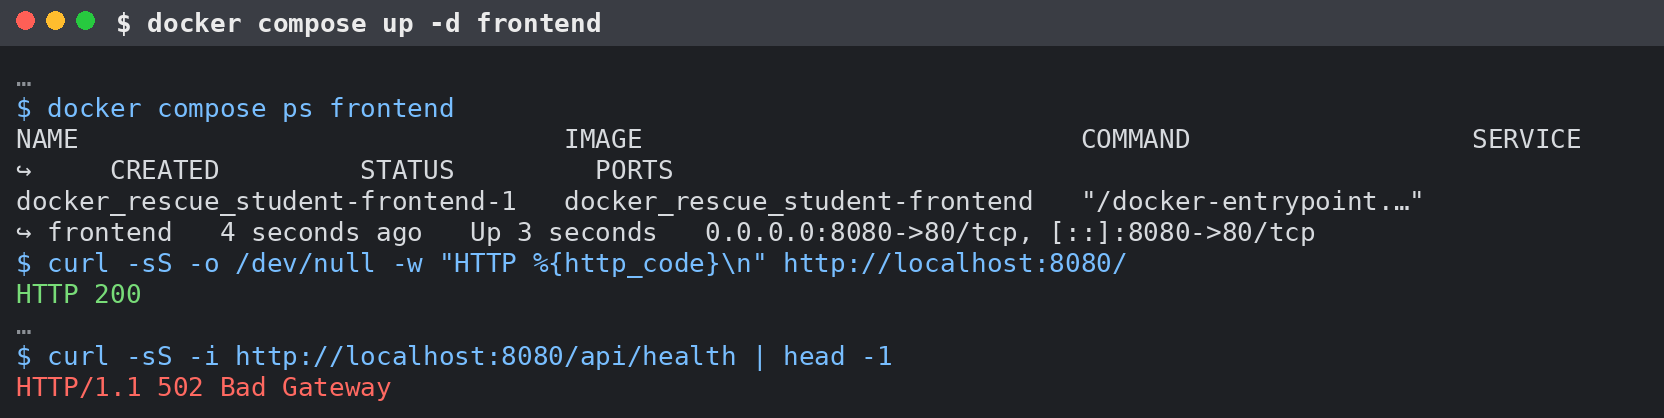 $ docker compose up -d frontend
…
$ docker compose ps frontend
NAME                               IMAGE                            COMMAND                  SERVICE
↪     CREATED         STATUS         PORTS
docker_rescue_student-frontend-1   docker_rescue_student-frontend   "/docker-entrypoint.…"
↪ frontend   4 seconds ago   Up 3 seconds   0.0.0.0:8080->80/tcp, [::]:8080->80/tcp
$ curl -sS -o /dev/null -w "HTTP %{http_code}\n" http://localhost:8080/
HTTP 200
…
$ curl -sS -i http://localhost:8080/api/health | head -1
HTTP/1.1 502 Bad Gateway